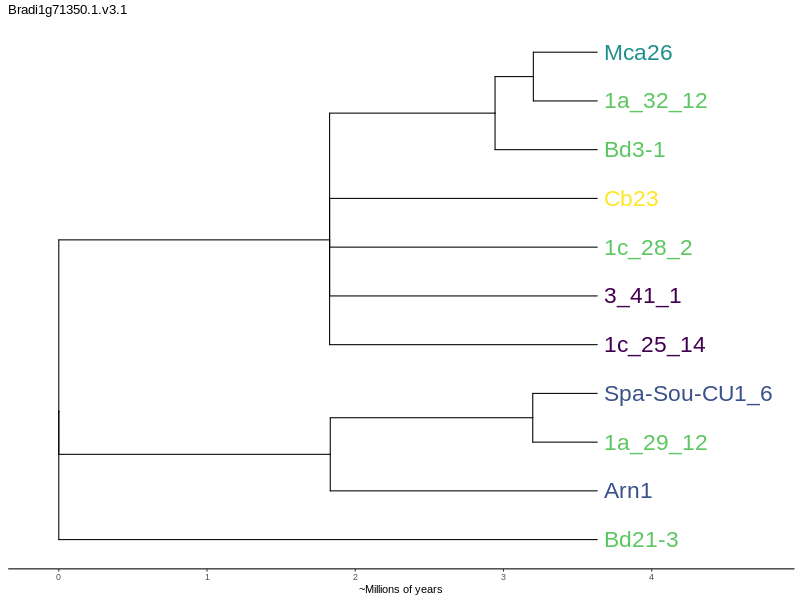 Bradi1g71350.1.v3.1
Mca26
1a_32_12
Bd3-1
Cb23
1c_28_2
3_41_1
1c_25_14
Spa-Sou-CU1_6
1a_29_12
Arn1
Bd21-3
0 1 2 3 4
~Millions of years